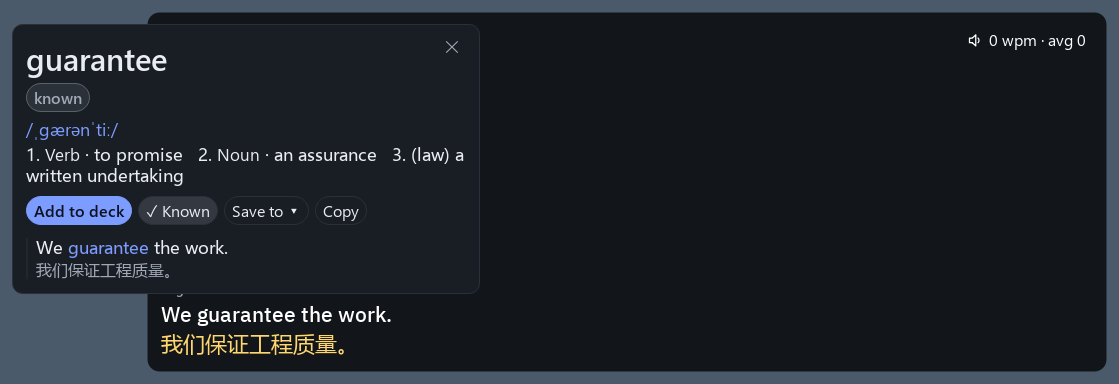 guarantee
known
/ˌɡærənˈtiː/
1. Verb · to promise 2. Noun · an assurance 3. (law) a
written undertaking
Add to deck ✓ Known Save to ▾ Copy
We guarantee the work.
我们保证工程质量。
0 wpm · avg 0
We guarantee the work.
我们保证工程质量。